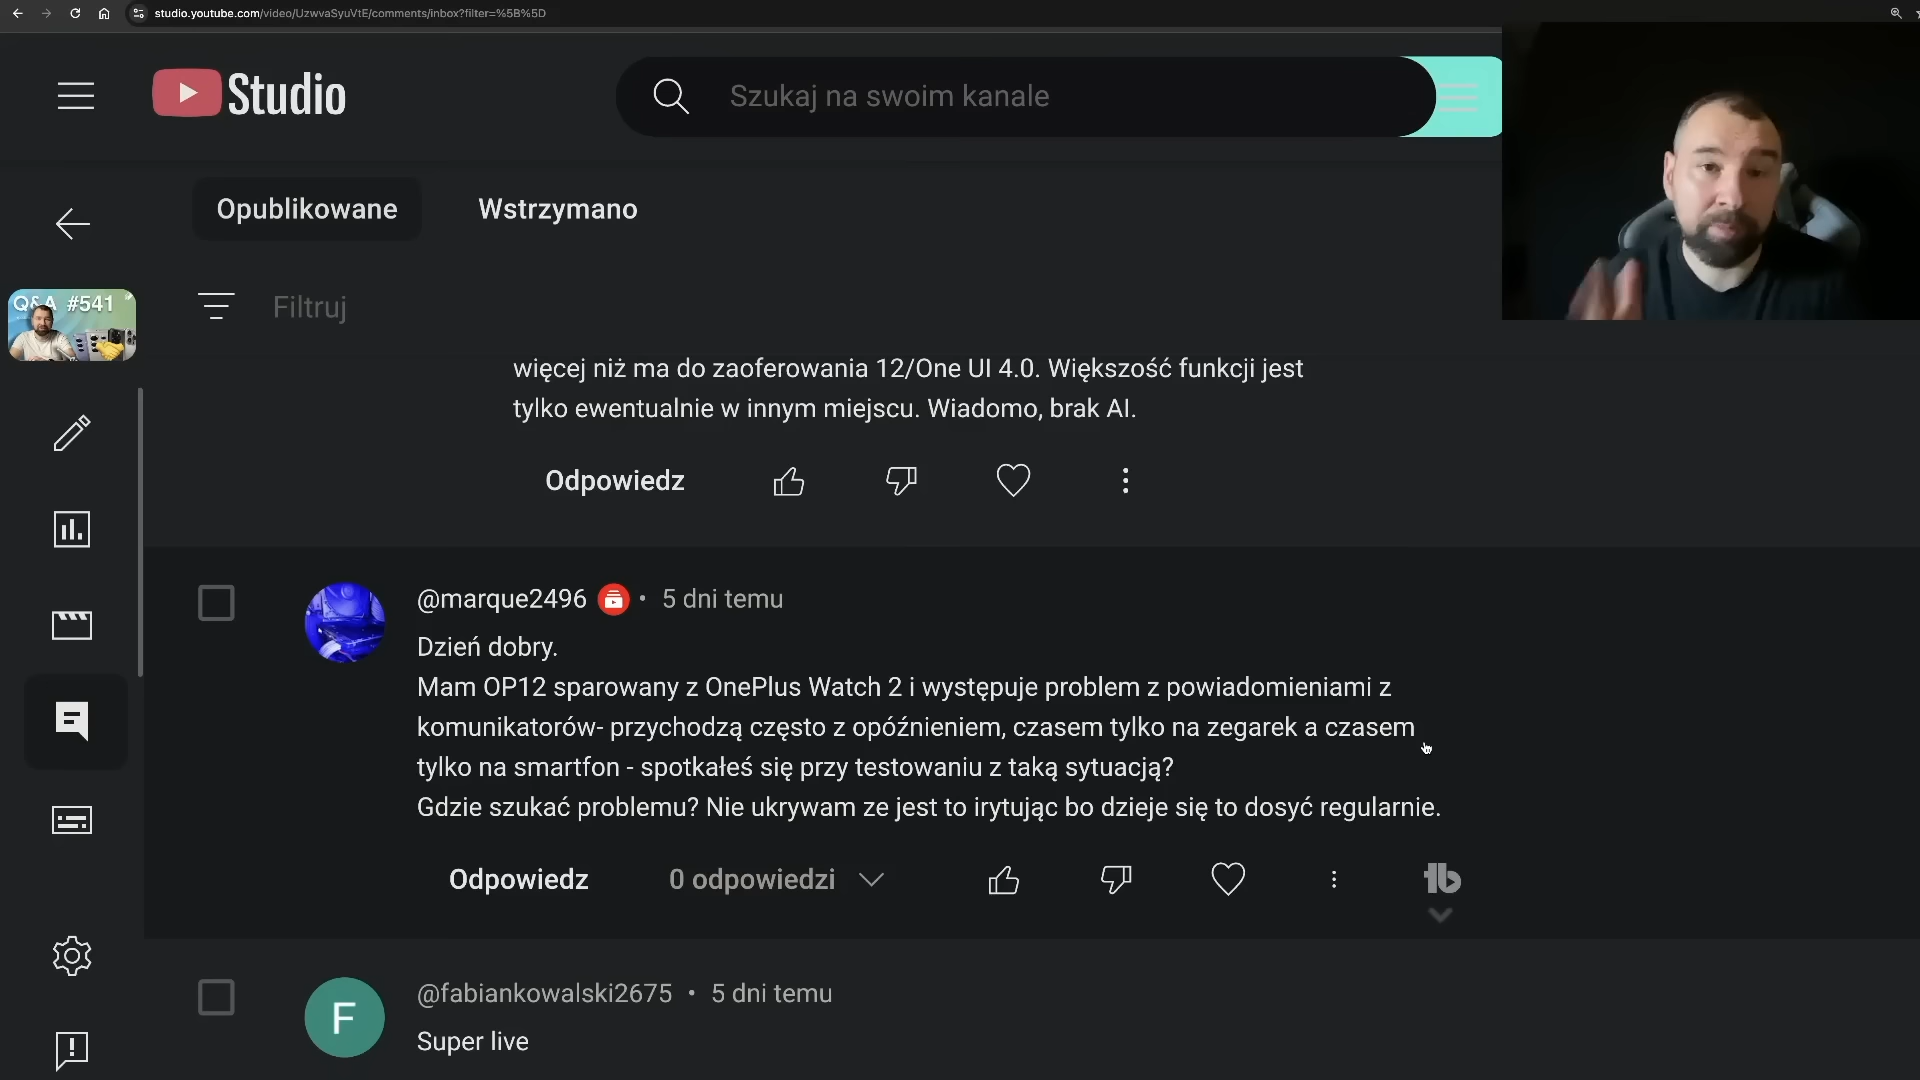 studio.youtube.com/video/UzwvaSyuVtE/comments/inbox?filter=%5B%5D
Studio
Szukaj na swoim kanale
Opublikowane
Wstrzymano
Q&A #541
Filtruj
więcej niż ma do zaoferowania 12/One UI 4.0. Większość funkcji jest
tylko ewentualnie w innym miejscu. Wiadomo, brak AI.
Odpowiedz
@marque2496 • 5 dni temu
Dzień dobry.
Mam OP12 sparowany z OnePlus Watch 2 i występuje problem z powiadomieniami z
komunikatorów- przychodzą często z opóźnieniem, czasem tylko na zegarek a czasem
tylko na smartfon - spotkałeś się przy testowaniu z taką sytuacją?
Gdzie szukać problemu? Nie ukrywam ze jest to irytując bo dzieje się to dosyć regularnie.
Odpowiedz
0 odpowiedzi
tb
F
@fabiankowalski2675 • 5 dni temu
Super live